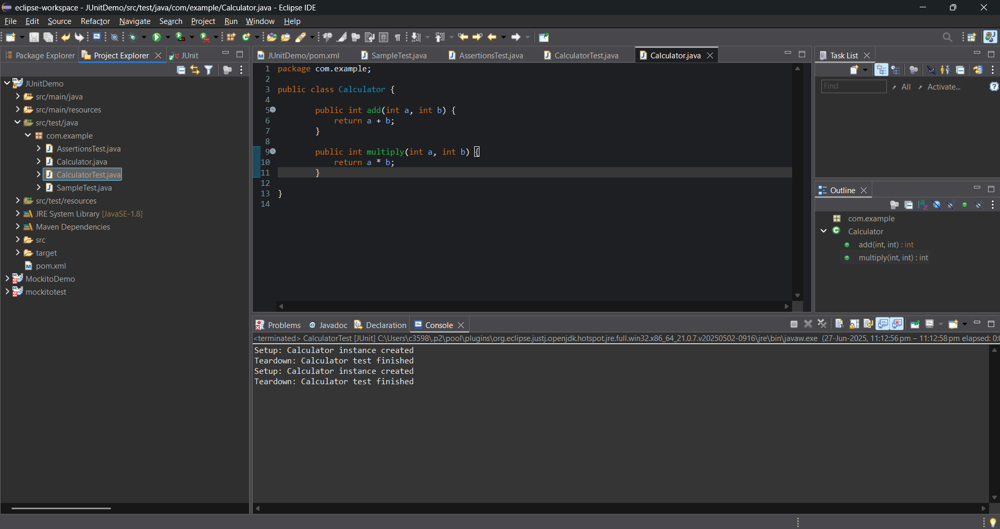 eclipse-workspace - JUnitDemo/src/test/java/com/example/Calculator.java - Eclipse IDE
File Edit Source Refactor Navigate Search Project Run Window Help
Package Explorer
Project Explorer
JUnit
JUnitDemo
src/main/java
src/main/resources
src/test/java
com.example
AssertionsTest.java
Calculator.java
CalculatorTest.java
SampleTest.java
src/test/resources
JRE System Library [JavaSE-1.8]
Maven Dependencies
src
target
pom.xml
MockitoDemo
mockitotest
JUnitDemo/pom.xml
SampleTest.java
AssertionsTest.java
CalculatorTest.java
Calculator.java
1 package com.example;
2
3 public class Calculator {
4
5 public int add(int a, int b) {
6 return a + b;
7 }
8
9 public int multiply(int a, int b) {
10 return a * b;
11 }
12
13 }
14
Task List
Find
All
Activate...
Outline
com.example
Calculator
add(int, int) : int
multiply(int, int) : int
Problems
Javadoc
Declaration
Console
<terminated> CalculatorTest [JUnit] C:\Users\c3598\.p2\pool\plugins\org.eclipse.justj.openjdk.hotspot.jre.full.win32.x86_64_21.0.7.v20250502-0916\jre\bin\javaw.exe (27-Jun-2025, 11:12:56 pm – 11:12:58 pm elapsed: 0:0
Setup: Calculator instance created
Teardown: Calculator test finished
Setup: Calculator instance created
Teardown: Calculator test finished